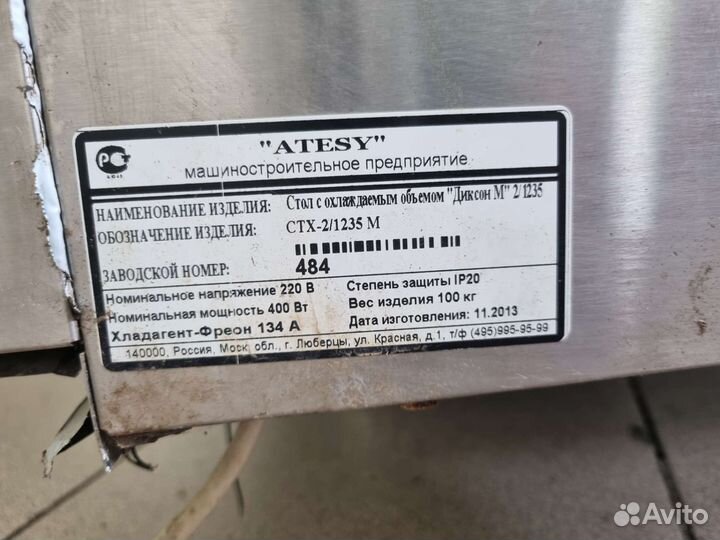 "ATESY"
машиностроительное предприятие
НАИМЕНОВАНИЕ ИЗДЕЛИЯ: Стол с охлаждаемым объемом "Диксон М" 2/1235
ОБОЗНАЧЕНИЕ ИЗДЕЛИЯ: СТХ-2/1235 М
ЗАВОДСКОЙ НОМЕР: 484
Номинальное напряжение 220 В Степень защиты IP20
Номинальная мощность 400 Вт Вес изделия 100 кг
Хладагент-Фреон 134 А Дата изготовления: 11.2013
140000, Россия, Моск. обл., г. Люберцы, ул. Красная, д.1, т/ф (495)995-95-99
Avito